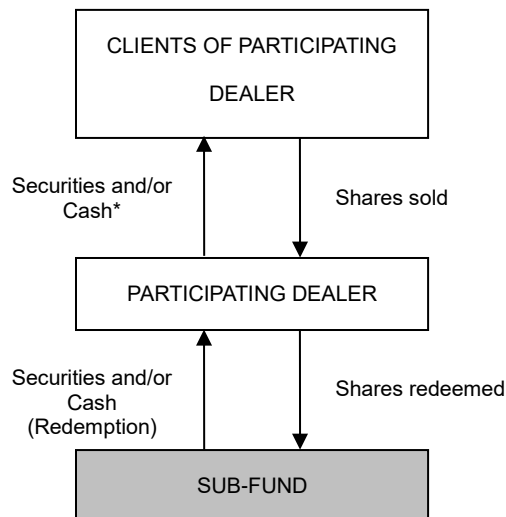 CLIENTS OF PARTICIPATING
DEALER
Securities and/or
Cash*
Shares sold
PARTICIPATING DEALER
Securities and/or
Cash
(Redemption)
Shares redeemed
SUB-FUND